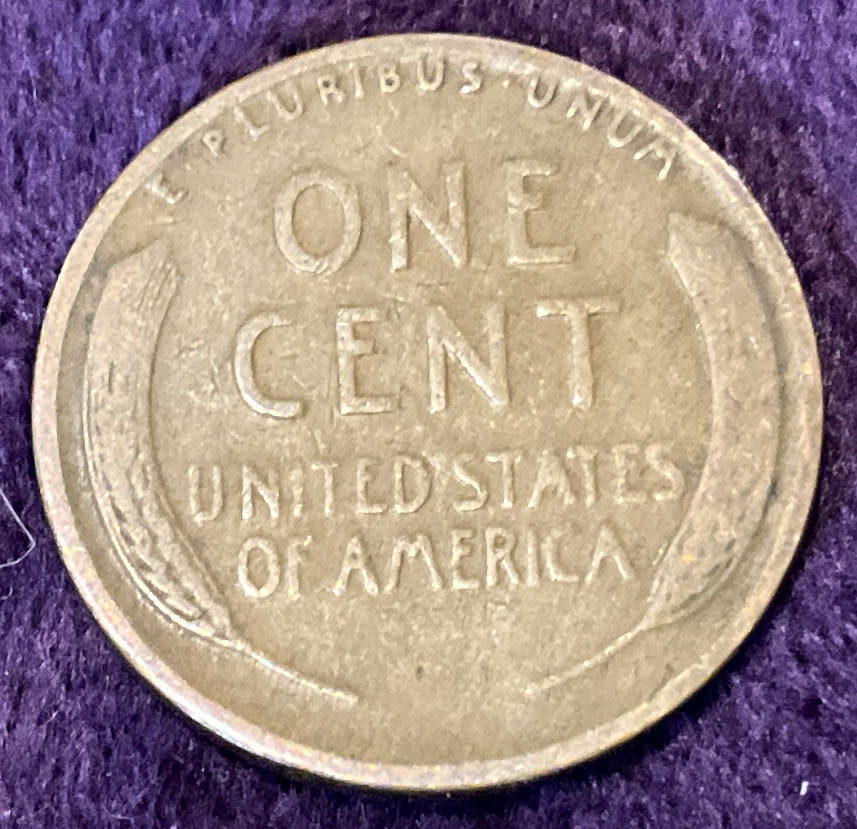 E·PLURIBUS·UNUM
ONE
CENT
UNITED STATES
OF AMERICA